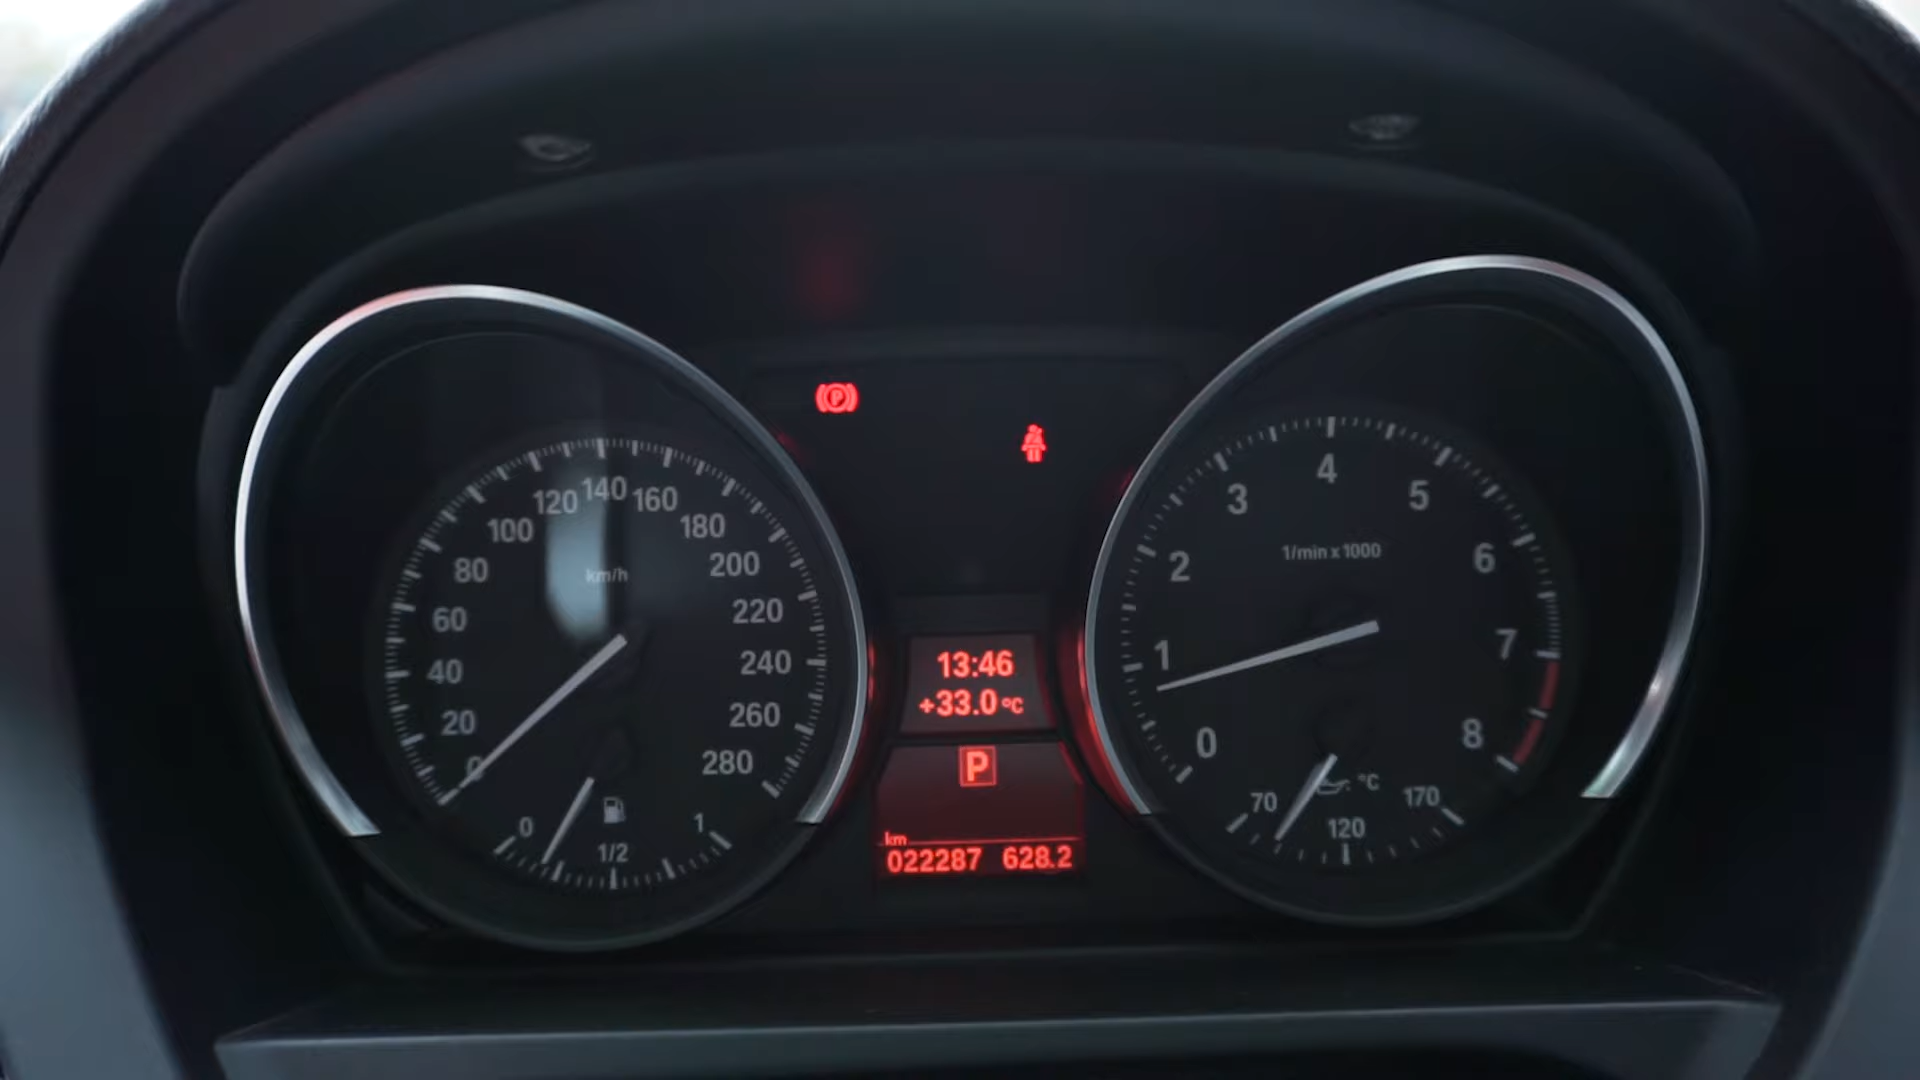 120 140 160
100 180
80 200
km/h
60 220
40 240
20 260
0 280
0 1
1/2
P
13:46
+33.0 °C
P
km
022287 628.2
4
3 5
1/min x 1000
2 6
1 7
0 8
°C
70 170
120